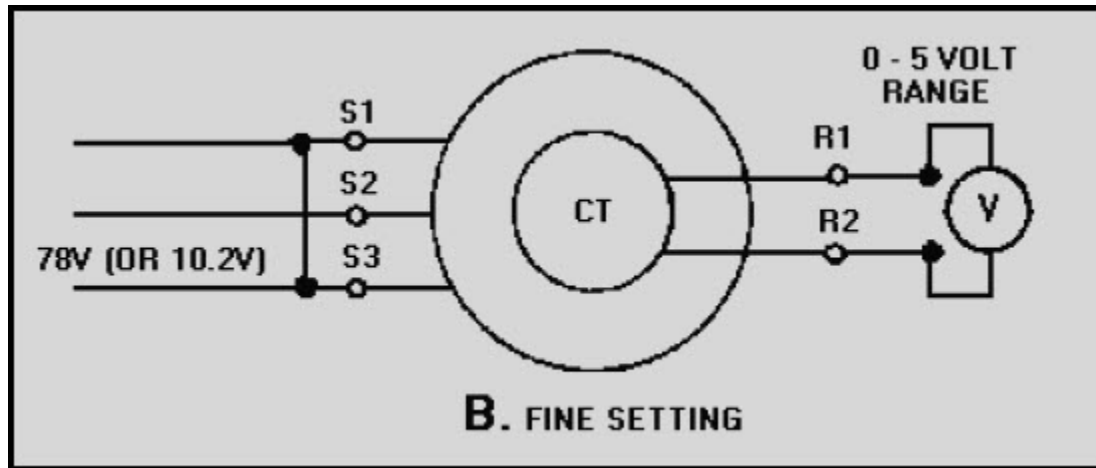 0 - 5 VOLT
RANGE
S1
R1
S2
CT
V
R2
78V (OR 10.2V)
S3
B. FINE SETTING